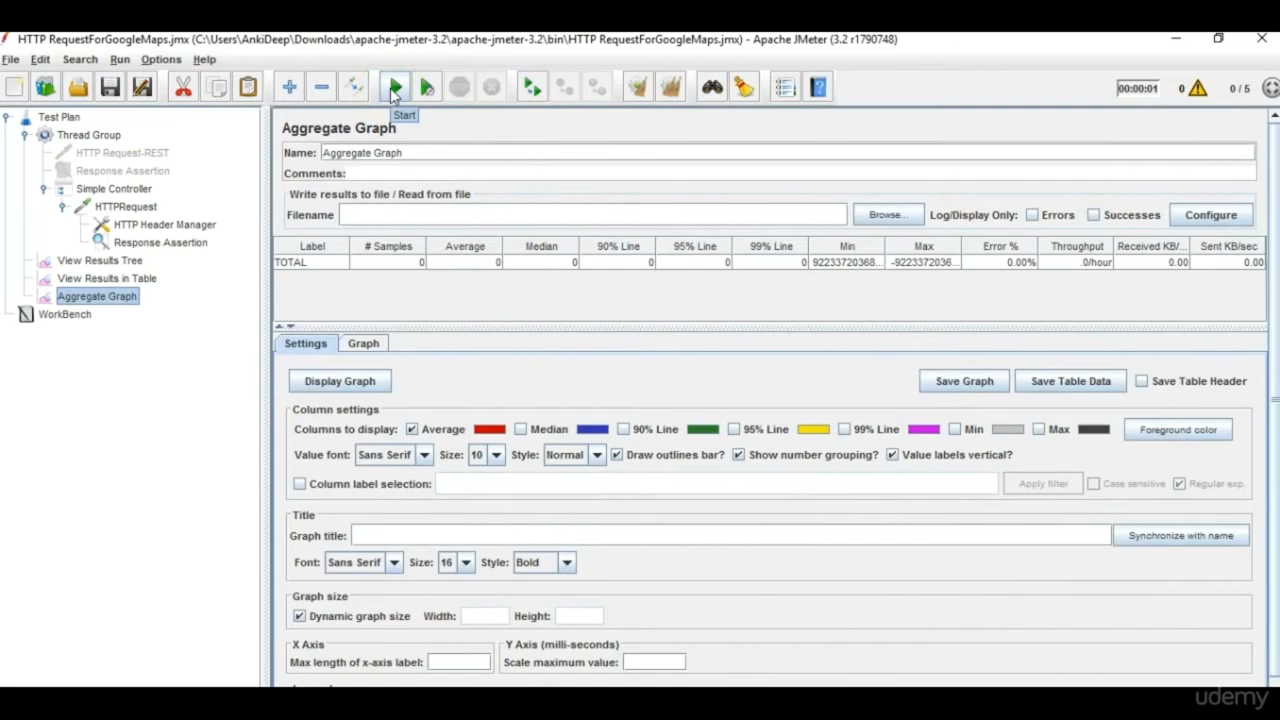 HTTP RequestForGoogleMaps.jmx (C:\Users\AnkiDeep\Downloads\apache-jmeter-3.2\apache-jmeter-3.2\bin\HTTP RequestForGoogleMaps.jmx) - Apache JMeter (3.2 r1790748)
File Edit Search Run Options Help
00:00:01 0 0 / 5
Start
Test Plan
Thread Group
HTTP Request-REST
Response Assertion
Simple Controller
HTTPRequest
HTTP Header Manager
Response Assertion
View Results Tree
View Results in Table
Aggregate Graph
WorkBench
Aggregate Graph
Name: Aggregate Graph
Comments:
Write results to file / Read from file
Filename Browse... Log/Display Only: Errors Successes Configure
Label # Samples Average Median 90% Line 95% Line 99% Line Min Max Error % Throughput Received KB/... Sent KB/sec
TOTAL 0 0 0 0 0 0 92233720368... -9223372036... 0.00% .0/hour 0.00 0.00
Settings Graph
Display Graph Save Graph Save Table Data Save Table Header
Column settings
Columns to display: Average Median 90% Line 95% Line 99% Line Min Max Foreground color
Value font: Sans Serif Size: 10 Style: Normal Draw outlines bar? Show number grouping? Value labels vertical?
Column label selection: Apply filter Case sensitive Regular exp.
Title
Graph title: Synchronize with name
Font: Sans Serif Size: 16 Style: Bold
Graph size
Dynamic graph size Width: Height:
X Axis Y Axis (milli-seconds)
Max length of x-axis label: Scale maximum value:
udemy